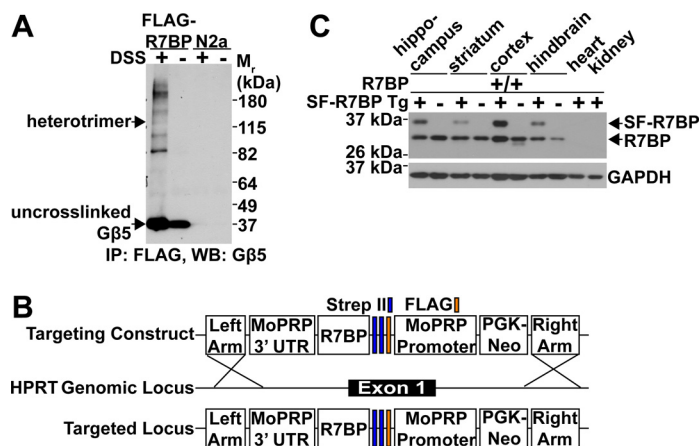 A
FLAG-
R7BP N2a
DSS + - + - Mr
(kDa)
180
heterotrimer 115
82
64
49
uncrosslinked
Gβ5 37
IP: FLAG, WB: Gβ5
C
hippo-
campus
striatum
cortex
hindbrain
heart
kidney
R7BP +/+
SF-R7BP Tg + - + - + - + - + +
37 kDa SF-R7BP
R7BP
26 kDa
37 kDa
GAPDH
B
Strep II FLAG
Targeting Construct Left Arm MoPRP 3’ UTR R7BP MoPRP Promoter PGK-Neo Right Arm
HPRT Genomic Locus Exon 1
Targeted Locus Left Arm MoPRP 3’ UTR R7BP MoPRP Promoter PGK-Neo Right Arm